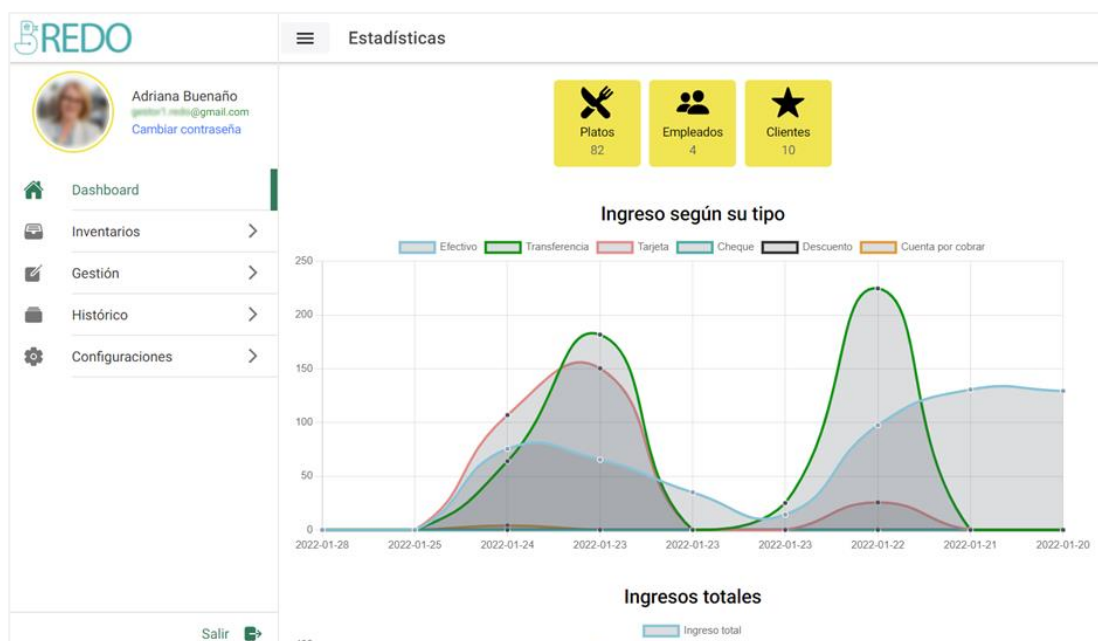 REDO
Estadísticas
Adriana Buenaño
@gmail.com
Cambiar contraseña
Dashboard
Inventarios
Gestión
Histórico
Configuraciones
Salir
Platos
82
Empleados
4
Clientes
10
Ingreso según su tipo
Efectivo Transferencia Tarjeta Cheque Descuento Cuenta por cobrar
250
200
150
100
50
0
2022-01-28 2022-01-25 2022-01-24 2022-01-23 2022-01-23 2022-01-23 2022-01-22 2022-01-21 2022-01-20
Ingresos totales
Ingreso total